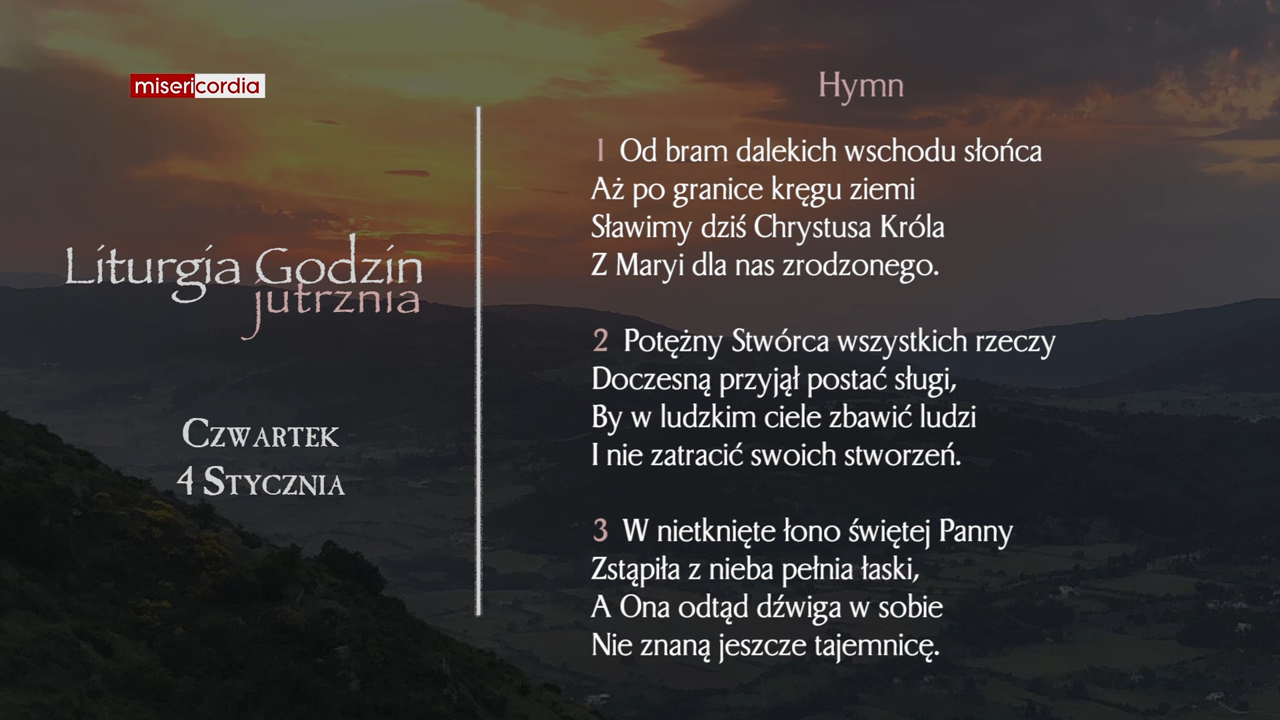 misericordia
Liturgia Godzin
jutrznia
Czwartek
4 Stycznia
Hymn
1 Od bram dalekich wschodu słońca
Aż po granice kręgu ziemi
Sławimy dziś Chrystusa Króla
Z Maryi dla nas zrodzonego.
2 Potężny Stwórca wszystkich rzeczy
Doczesną przyjął postać sługi,
By w ludzkim ciele zbawić ludzi
I nie zatracić swoich stworzeń.
3 W nietknięte łono świętej Panny
Zstąpiła z nieba pełnia łaski,
A Ona odtąd dźwiga w sobie
Nie znaną jeszcze tajemnicę.